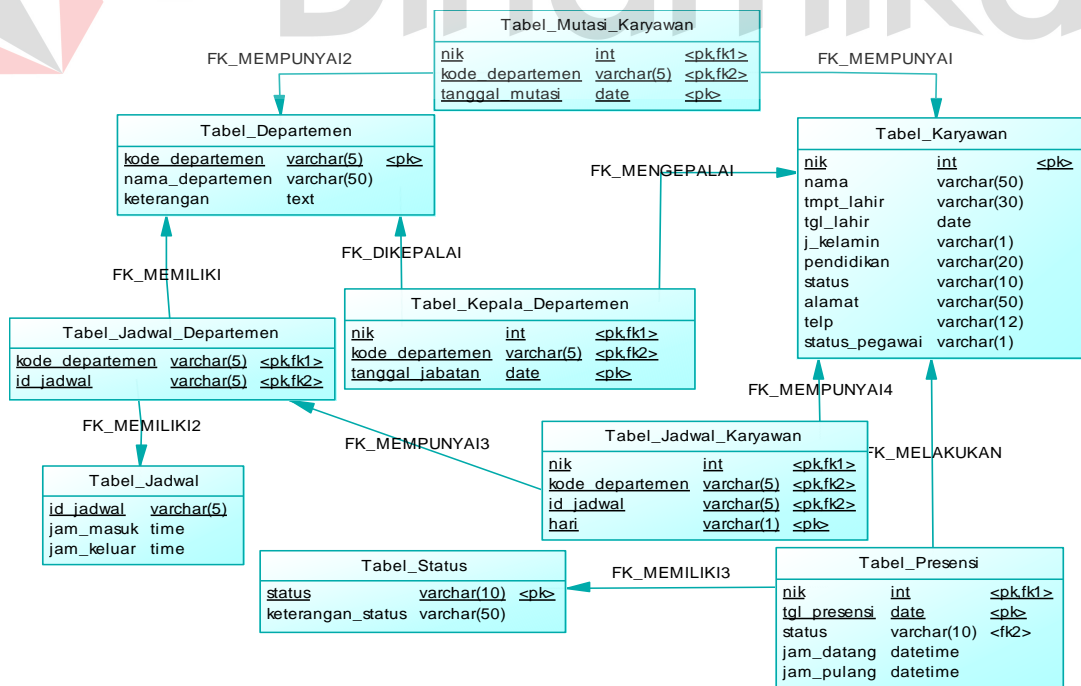 Dinamika
Tabel_Mutasi_Karyawan
nik int <pk,fk1>
kode_departemen varchar(5) <pk,fk2>
tanggal_mutasi date <pk>
FK_MEMPUNYAI2
FK_MEMPUNYAI
Tabel_Departemen
kode_departemen varchar(5) <pk>
nama_departemen varchar(50)
keterangan text
Tabel_Karyawan
nik int <pk>
nama varchar(50)
tmpt_lahir varchar(30)
tgl_lahir date
j_kelamin varchar(1)
pendidikan varchar(20)
status varchar(10)
alamat varchar(50)
telp varchar(12)
status_pegawai varchar(1)
FK_MENGEPALAI
FK_DIKEPALAI
FK_MEMILIKI
Tabel_Kepala_Departemen
nik int <pk,fk1>
kode_departemen varchar(5) <pk,fk2>
tanggal_jabatan date <pk>
Tabel_Jadwal_Departemen
kode_departemen varchar(5) <pk,fk1>
id_jadwal varchar(5) <pk,fk2>
FK_MEMPUNYAI4
FK_MEMILIKI2
FK_MEMPUNYAI3
FK_MELAKUKAN
Tabel_Jadwal_Karyawan
nik int <pk,fk1>
kode_departemen varchar(5) <pk,fk2>
id_jadwal varchar(5) <pk,fk2>
hari varchar(1) <pk>
Tabel_Jadwal
id_jadwal varchar(5)
jam_masuk time
jam_keluar time
Tabel_Status
status varchar(10) <pk>
keterangan_status varchar(50)
FK_MEMILIKI3
Tabel_Presensi
nik int <pk,fk1>
tgl_presensi date <pk>
status varchar(10) <fk2>
jam_datang datetime
jam_pulang datetime